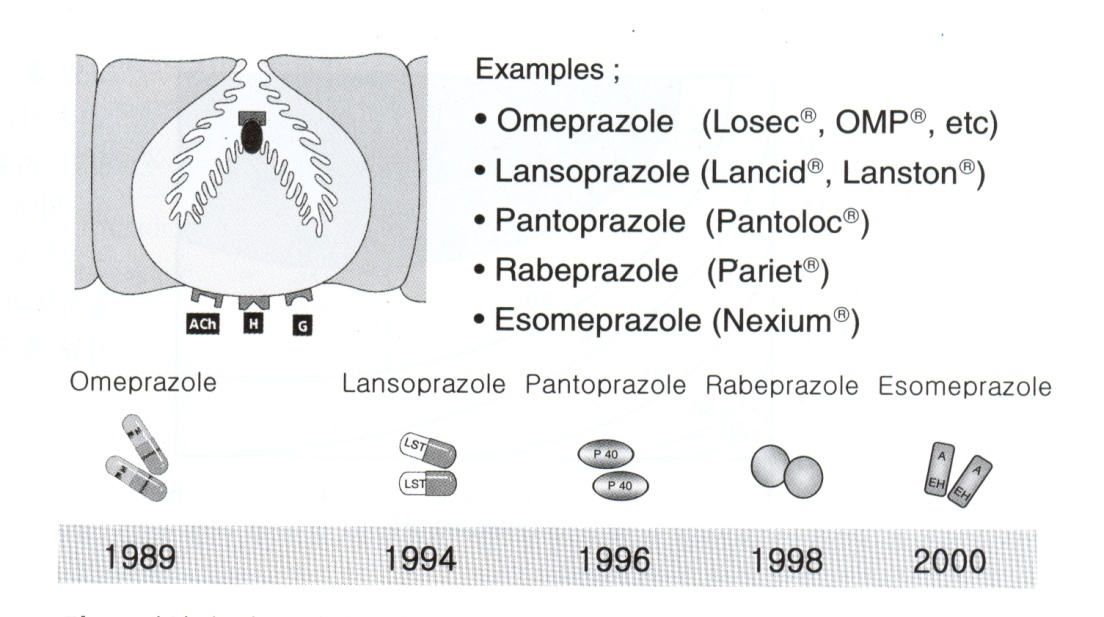 Examples ;
• Omeprazole (Losec®, OMP®, etc)
• Lansoprazole (Lancid®, Lanston®)
• Pantoprazole (Pantoloc®)
• Rabeprazole (Pariet®)
• Esomeprazole (Nexium®)
ACh H G
Omeprazole Lansoprazole Pantoprazole Rabeprazole Esomeprazole
LST P 40 A A
LST P 40 EH EH
1989 1994 1996 1998 2000